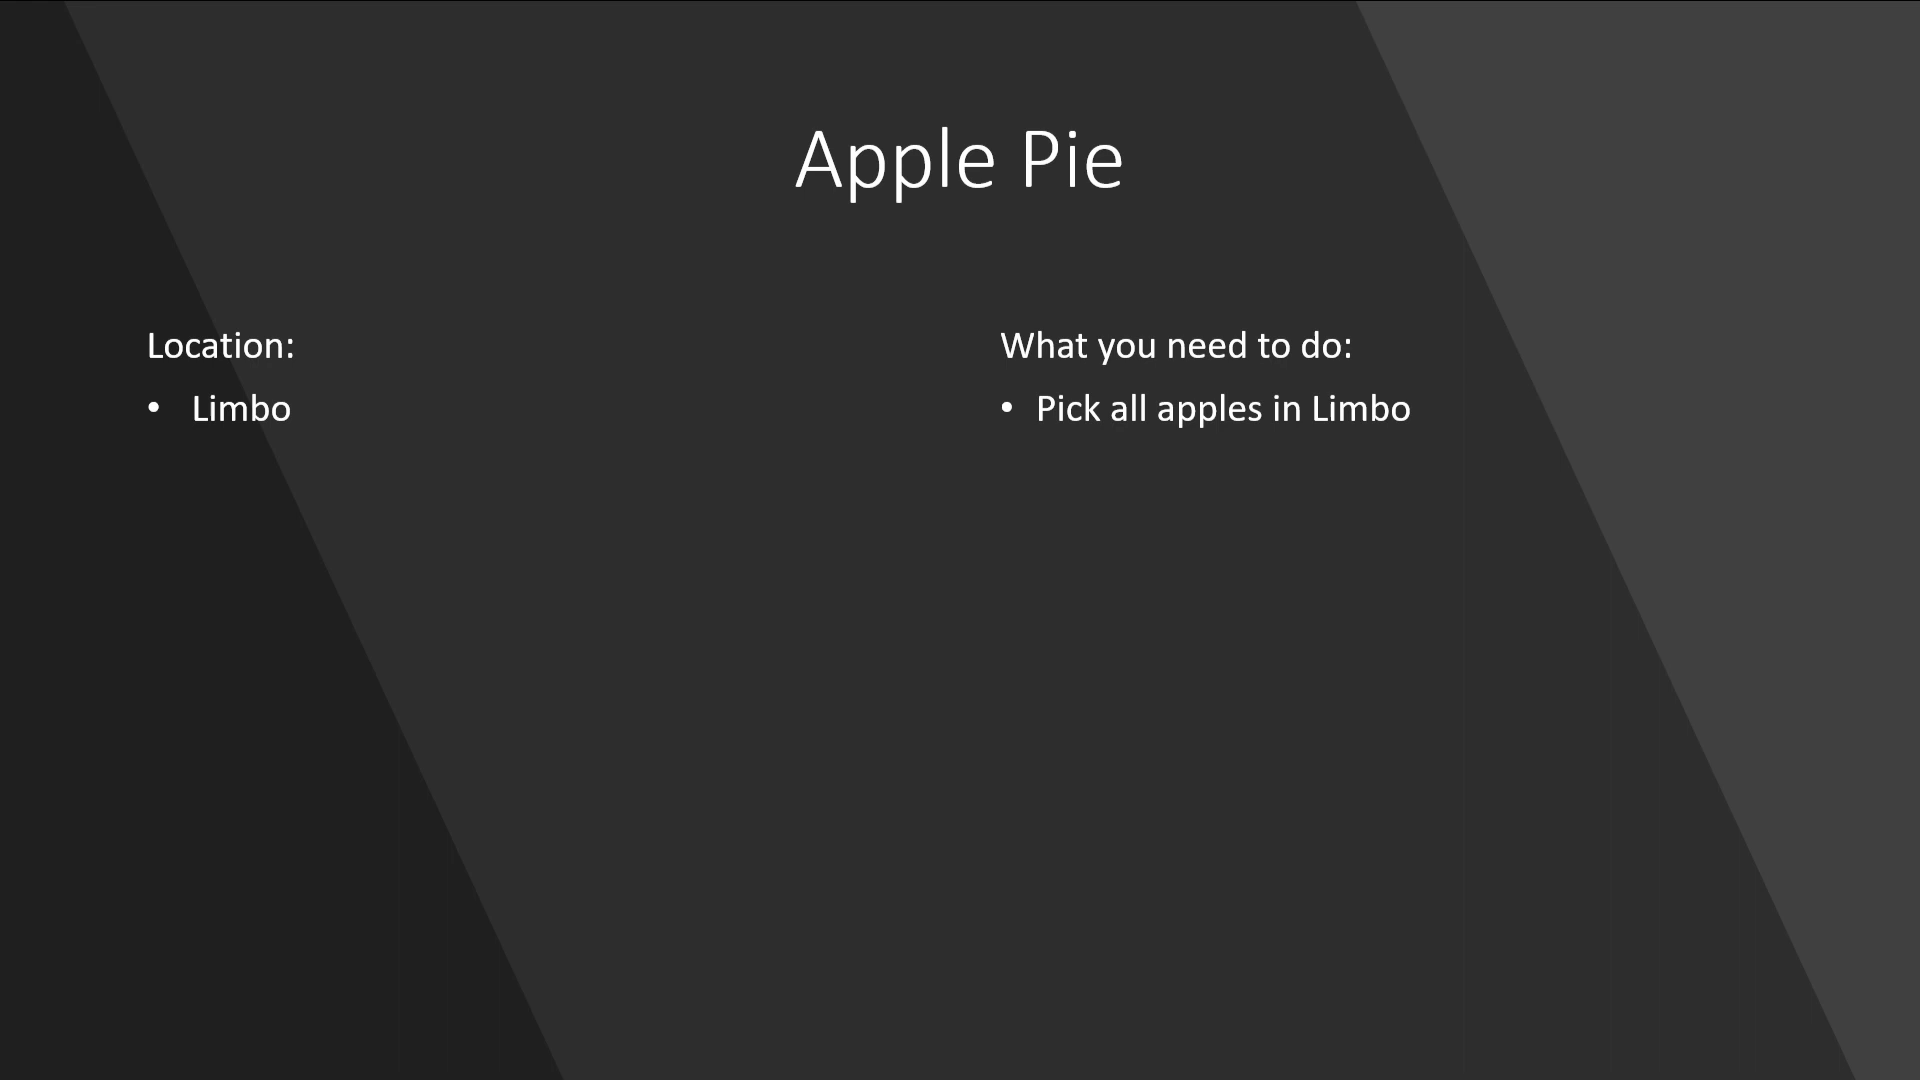 Apple Pie
Location:
• Limbo
What you need to do:
• Pick all apples in Limbo